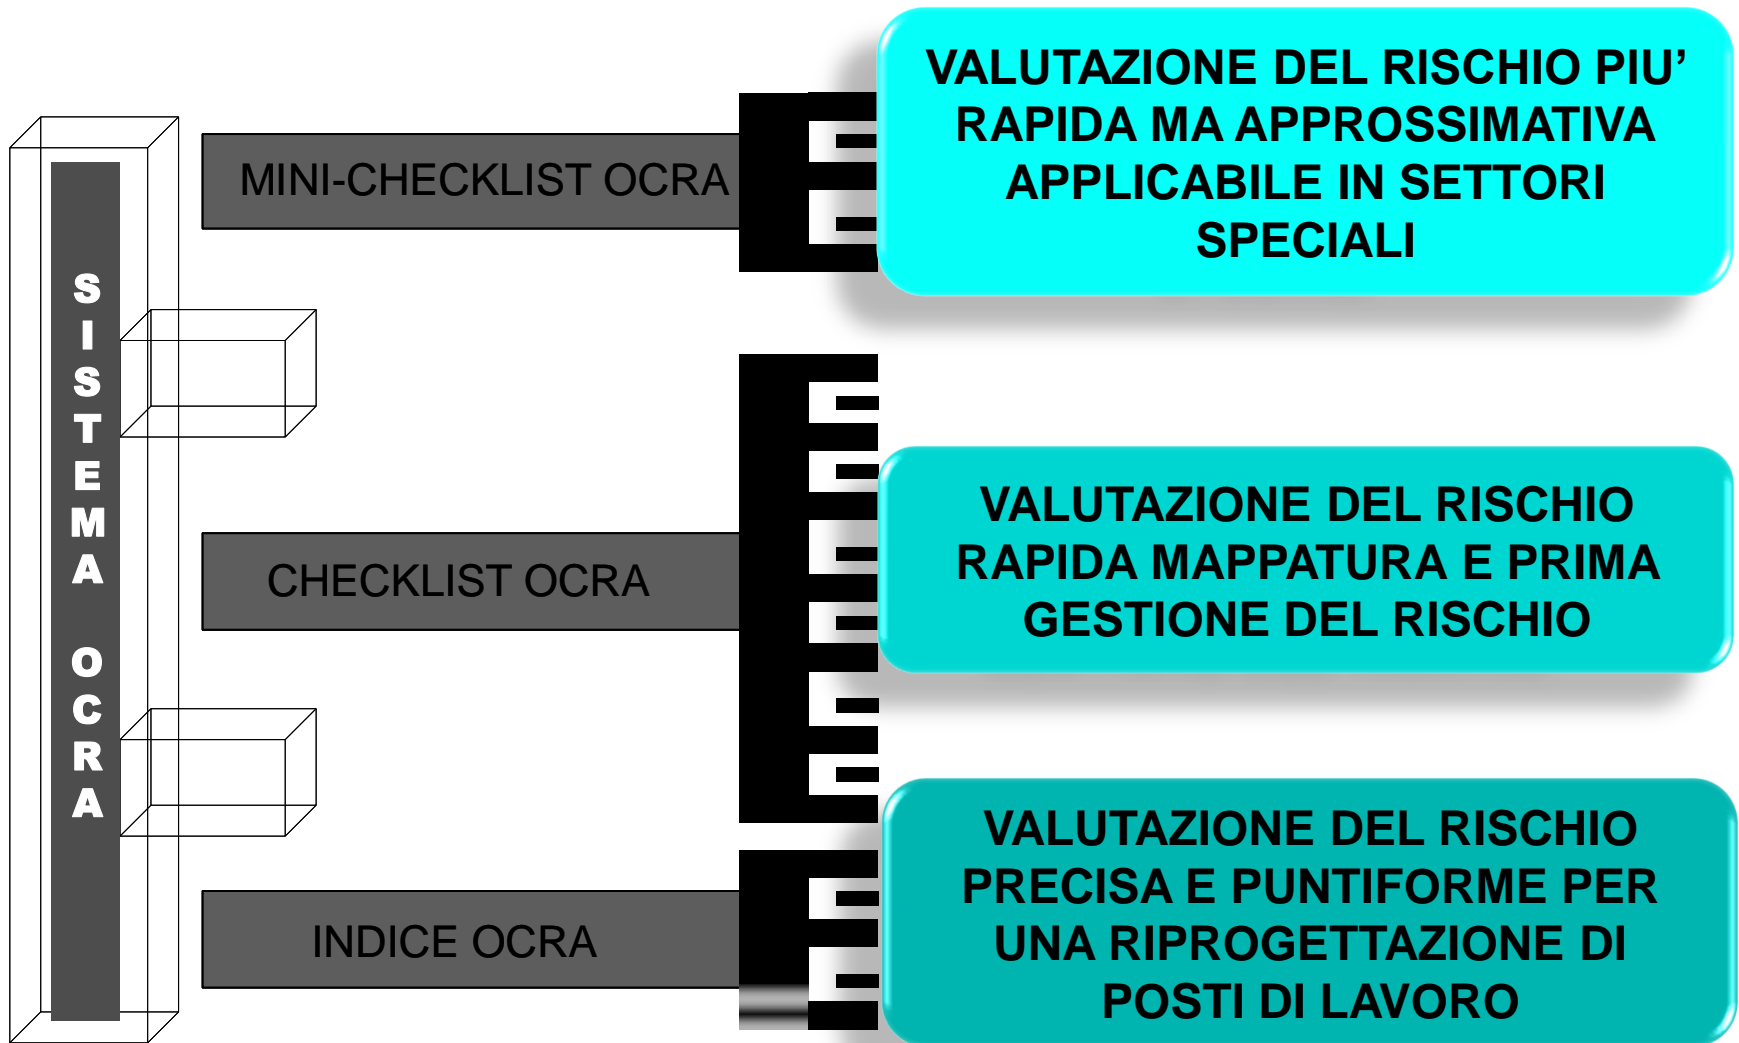 SISTEMA OCRA
MINI-CHECKLIST OCRA
VALUTAZIONE DEL RISCHIO PIU’
RAPIDA MA APPROSSIMATIVA
APPLICABILE IN SETTORI
SPECIALI
CHECKLIST OCRA
VALUTAZIONE DEL RISCHIO
RAPIDA MAPPATURA E PRIMA
GESTIONE DEL RISCHIO
INDICE OCRA
VALUTAZIONE DEL RISCHIO
PRECISA E PUNTIFORME PER
UNA RIPROGETTAZIONE DI
POSTI DI LAVORO